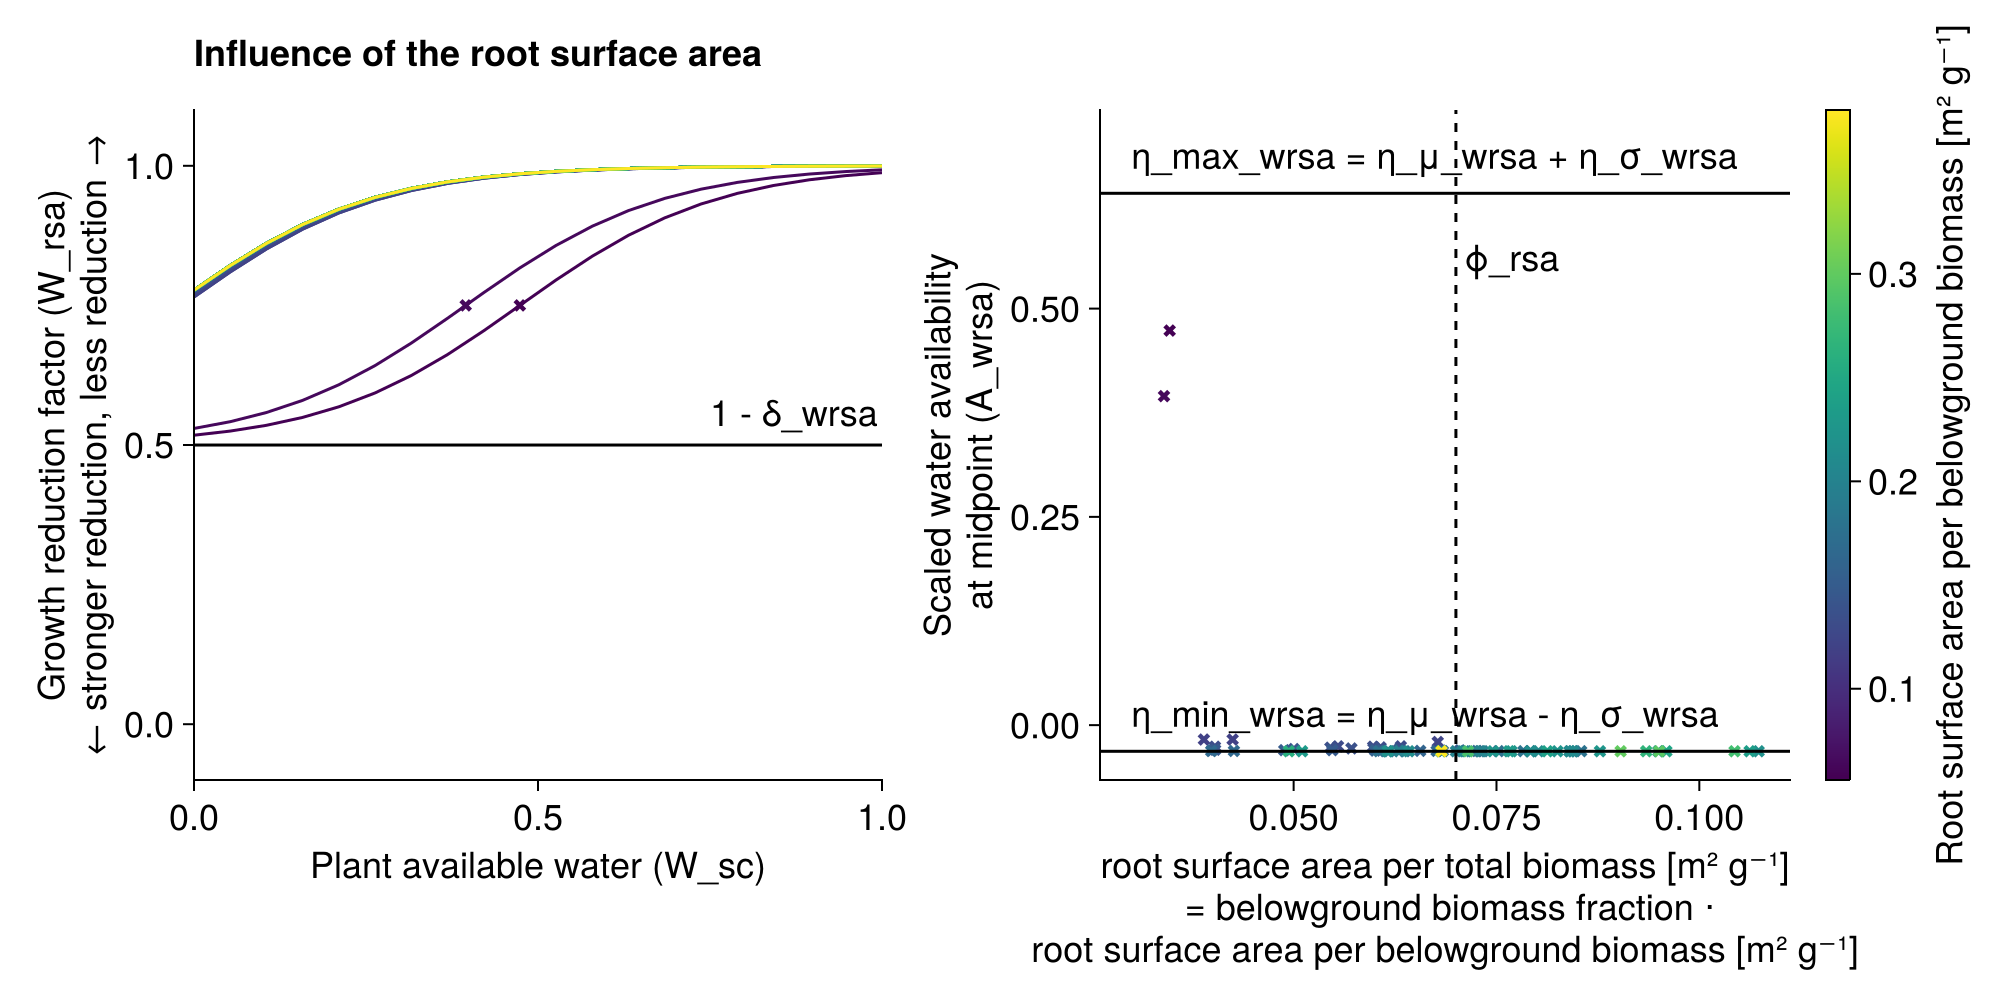 Influence of the root surface area
Growth reduction factor (W_rsa)
← stronger reduction, less reduction →
1.0
0.5
0.0
1 - δ_wrsa
0.0
0.5
1.0
Plant available water (W_sc)
Scaled water availability
at midpoint (A_wrsa)
0.50
0.25
0.00
η_max_wrsa = η_μ_wrsa + η_σ_wrsa
ϕ_rsa
η_min_wrsa = η_μ_wrsa - η_σ_wrsa
0.050
0.075
0.100
root surface area per total biomass [m² g⁻¹]
= belowground biomass fraction ⋅
root surface area per belowground biomass [m² g⁻¹]
0.3
0.2
0.1
Root surface area per belowground biomass [m² g⁻¹]